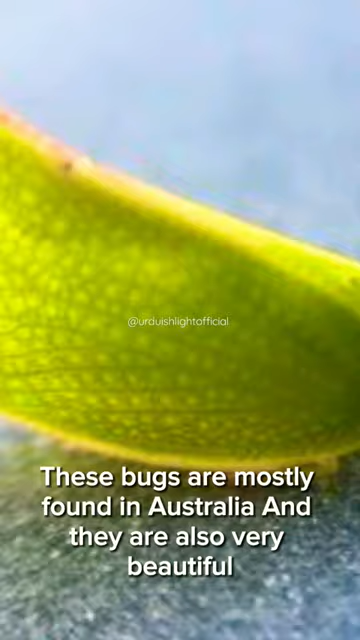 @urduishlightofficial
These bugs are mostly
found in Australia And
they are also very
beautiful